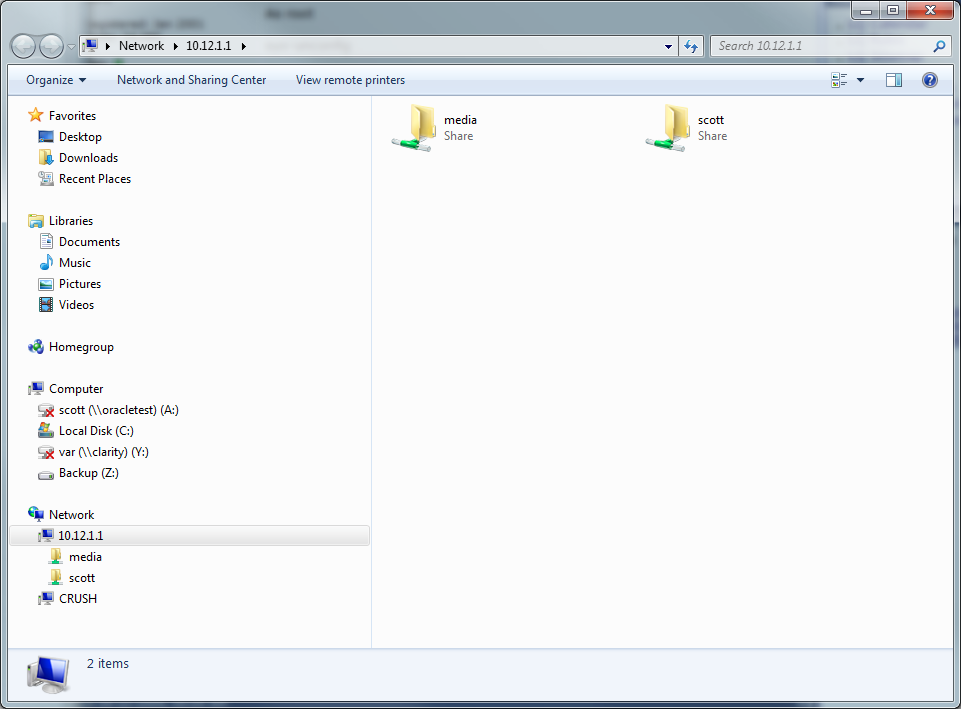 Network 10.12.1.1
Search 10.12.1.1
Organize Network and Sharing Center View remote printers
Favorites
Desktop
Downloads
Recent Places
Libraries
Documents
Music
Pictures
Videos
Homegroup
Computer
scott (\\oracletest) (A:)
Local Disk (C:)
var (\\clarity) (Y:)
Backup (Z:)
Network
10.12.1.1
media
scott
CRUSH
media
Share
scott
Share
2 items